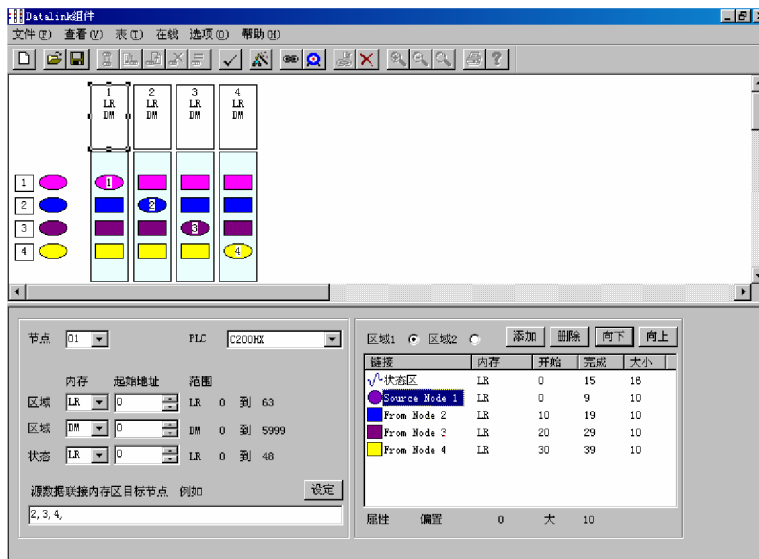 Datalink组件
文件(F) 查看(V) 表(T) 在线 选项(O) 帮助(H)
1 2 3 4
LR LR LR LR
DM DM DM DM
1 1
2 2
3 3
4 4
节点 01 PLC C200HX
内存 起始地址 范围
区域 LR 0 LR 0 到 63
区域 DM 0 DM 0 到 5999
状态 LR 0 LR 0 到 48
源数据联接内存区目标节点 例如 设定
2,3,4,
区域1 区域2 添加 删除 向下 向上
链接 内存 开始 完成 大小
状态区 LR 0 15 16
Source Node 1 LR 0 9 10
From Node 2 LR 10 19 10
From Node 3 LR 20 29 10
From Node 4 LR 30 39 10
属性 偏置 0 大 10